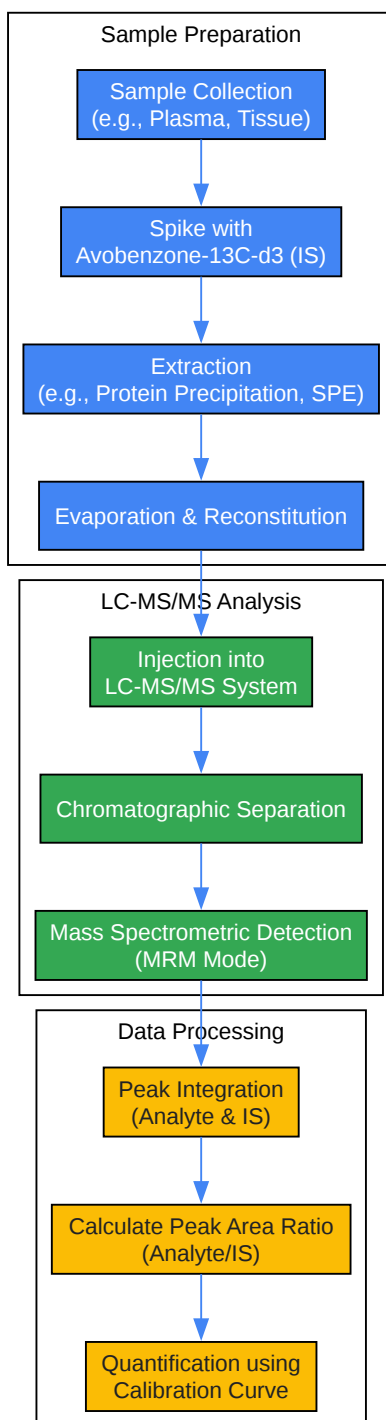 Sample Preparation
Sample Collection
(e.g., Plasma, Tissue)
Spike with
Avobenzone-13C-d3 (IS)
Extraction
(e.g., Protein Precipitation, SPE)
Evaporation & Reconstitution
LC-MS/MS Analysis
Injection into
LC-MS/MS System
Chromatographic Separation
Mass Spectrometric Detection
(MRM Mode)
Data Processing
Peak Integration
(Analyte & IS)
Calculate Peak Area Ratio
(Analyte/IS)
Quantification using
Calibration Curve